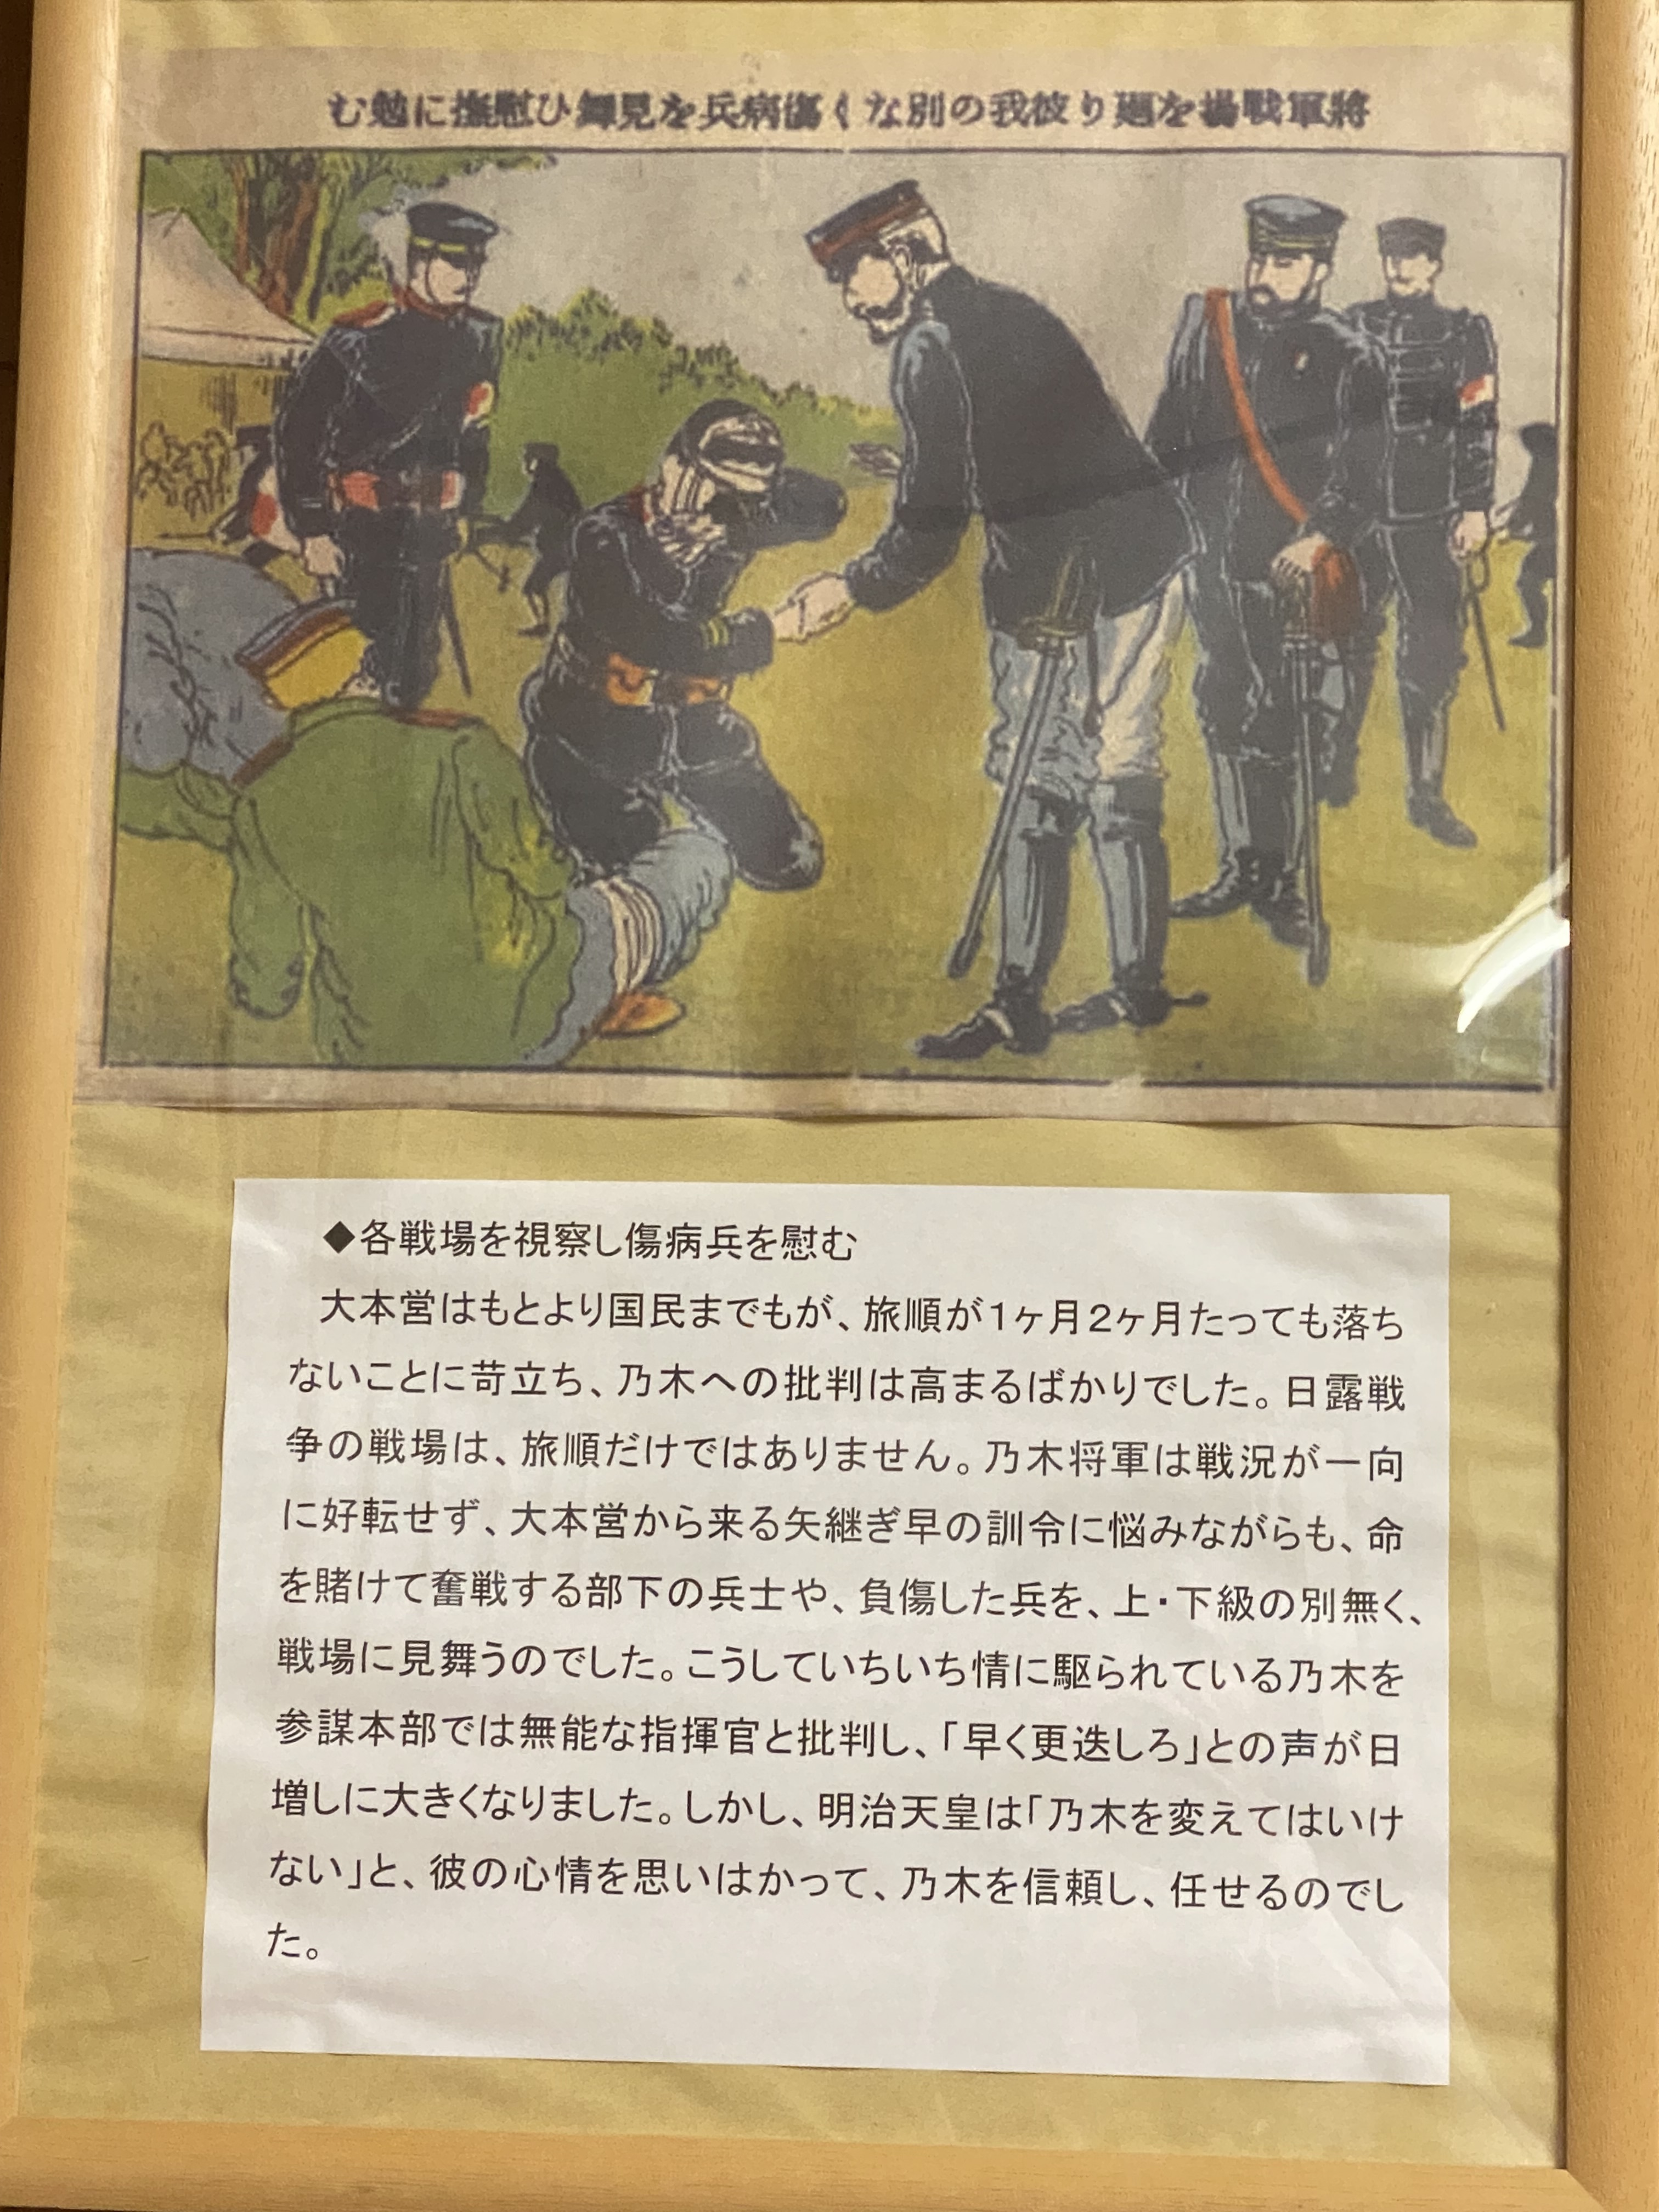 將軍戰場を廻り彼我の別なく傷病兵を見舞ひ慰撫に勉む
◆各戦場を視察し傷病兵を慰む
大本営はもとより国民までもが、旅順が1ヶ月2ヶ月たっても落ち
ないことに苛立ち、乃木への批判は高まるばかりでした。日露戦
争の戦場は、旅順だけではありません。乃木将軍は戦況が一向
に好転せず、大本営から来る矢継ぎ早の訓令に悩みながらも、命
を賭けて奮戦する部下の兵士や、負傷した兵を、上・下級の別無く、
戦場に見舞うのでした。こうしていちいち情に駆られている乃木を
参謀本部では無能な指揮官と批判し、「早く更迭しろ」との声が日
増しに大きくなりました。しかし、明治天皇は「乃木を変えてはいけ
ない」と、彼の心情を思いはかって、乃木を信頼し、任せるのでし
た。